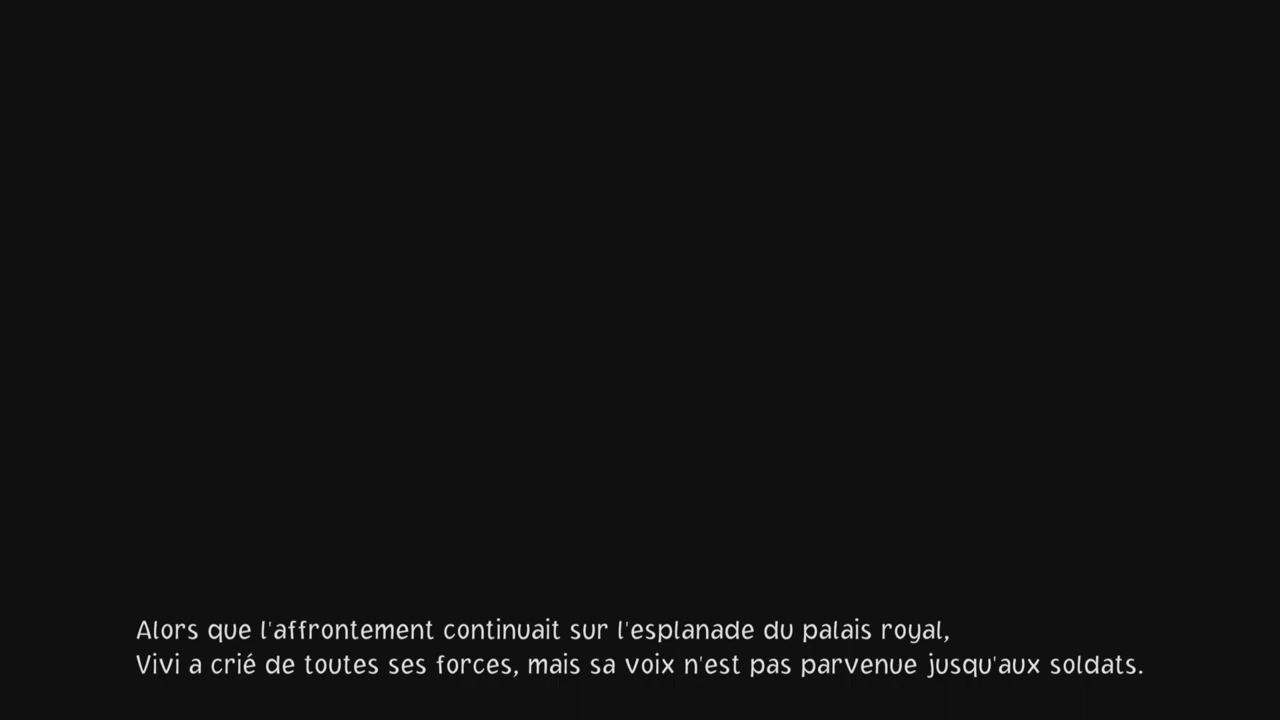 Alors que l'affrontement continuait sur l'esplanade du palais royal,
Vivi a crié de toutes ses forces, mais sa voix n'est pas parvenue jusqu'aux soldats.